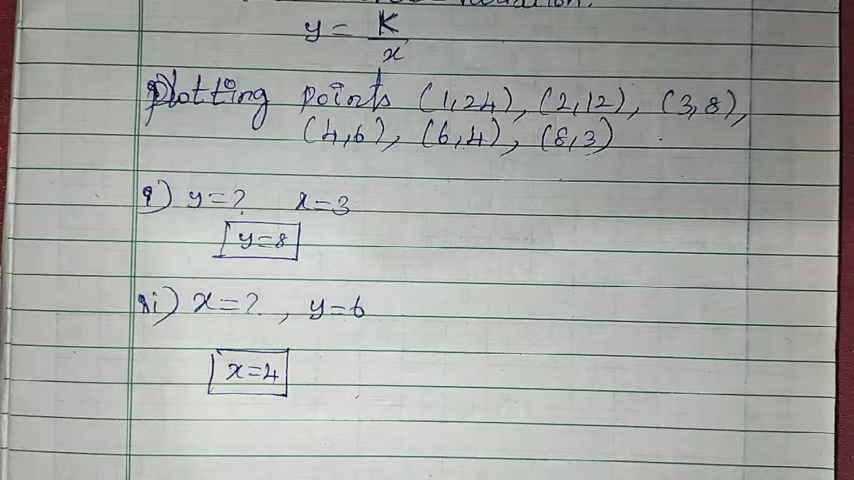 y = K/x
Plotting points (1,24), (2,12), (3,8),
(4,6), (6,4), (8,3)
i) y=? x=3
y=8
ii) x=?, y=6
x=4